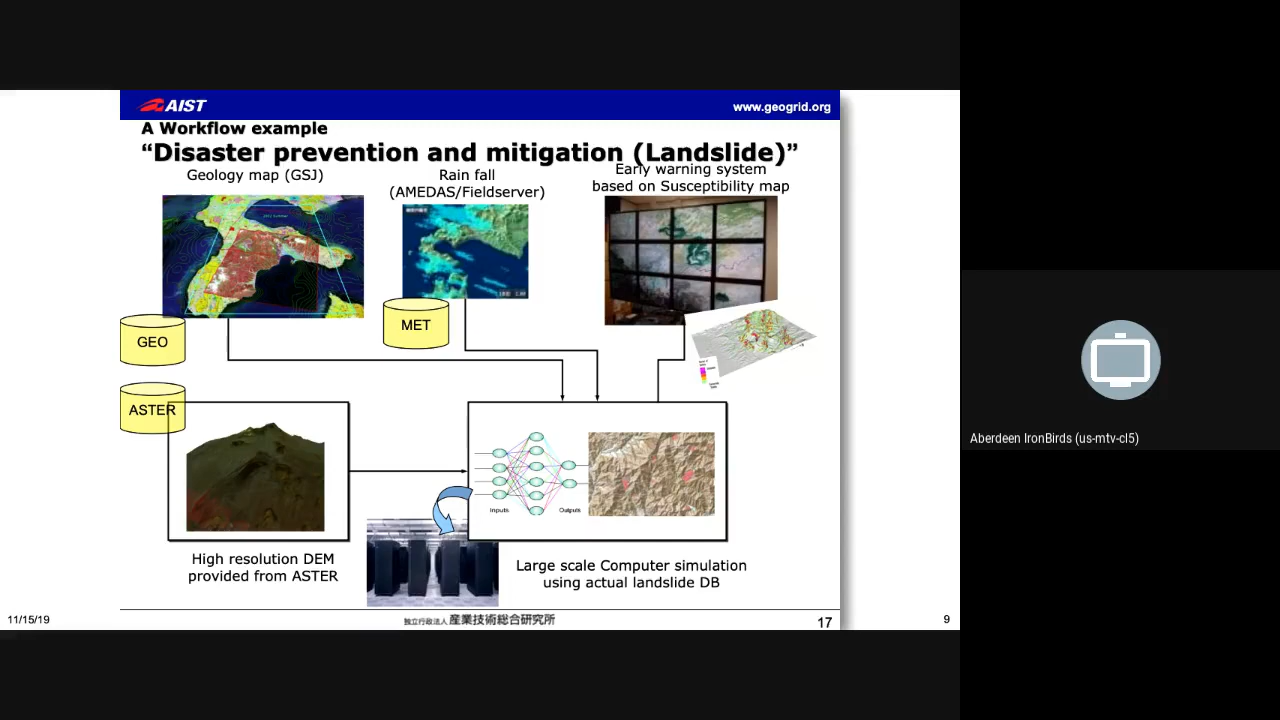 AIST
www.geogrid.org
A Workflow example
“Disaster prevention and mitigation (Landslide)”
Geology map (GSJ)
Rain fall
(AMEDAS/Fieldserver)
Early warning system
based on Susceptibility map
GEO
MET
ASTER
Inputs
Outputs
High resolution DEM
provided from ASTER
Large scale Computer simulation
using actual landslide DB
11/15/19
独立行政法人 産業技術総合研究所
17
9
Aberdeen IronBirds (us-mtv-cl5)